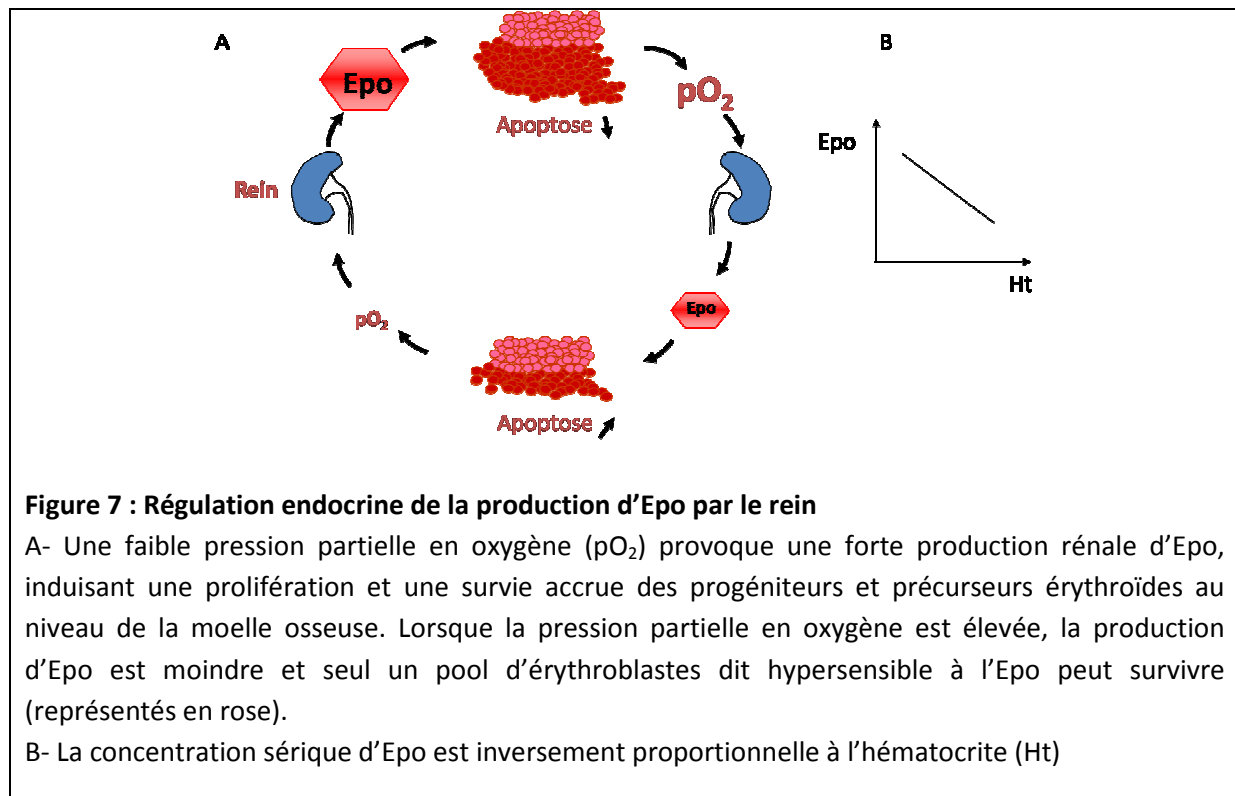 A
B
Epo
pO₂
Apoptose
Epo
Rein
Epo
Ht
pO₂
Apoptose
Figure 7 : Régulation endocrine de la production d’Epo par le rein
A- Une faible pression partielle en oxygène (pO₂) provoque une forte production rénale d’Epo,
induisant une prolifération et une survie accrue des progéniteurs et précurseurs érythroïdes au
niveau de la moelle osseuse. Lorsque la pression partielle en oxygène est élevée, la production
d’Epo est moindre et seul un pool d’érythroblastes dit hypersensible à l’Epo peut survivre
(représentés en rose).
B- La concentration sérique d’Epo est inversement proportionnelle à l’hématocrite (Ht)